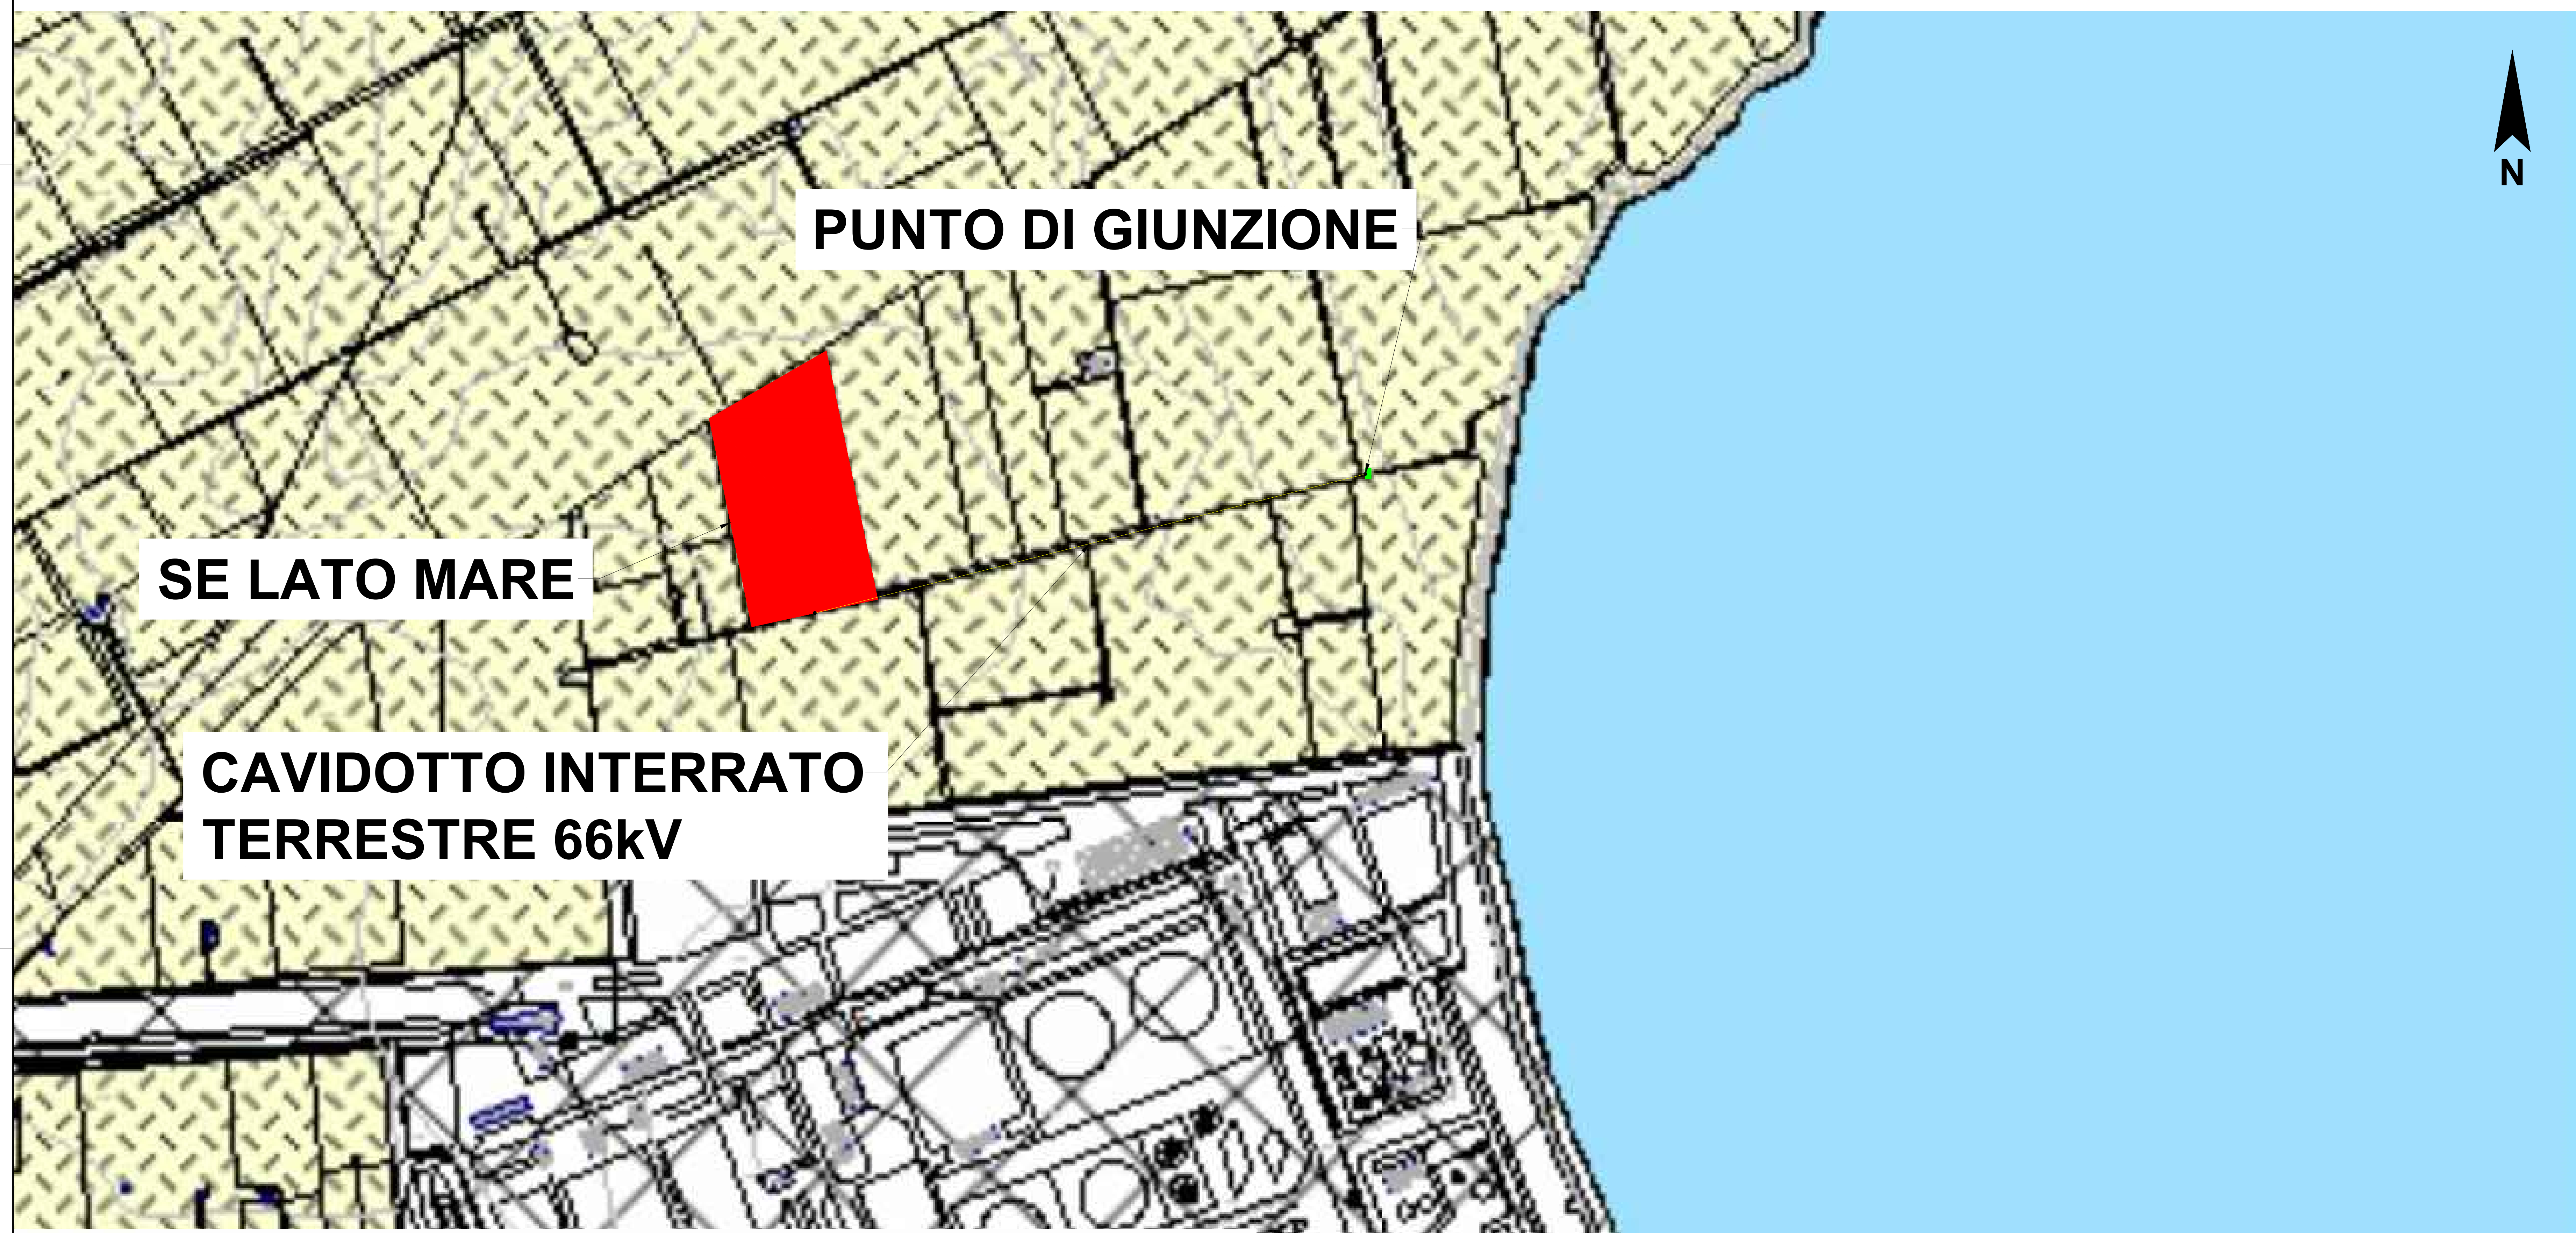 N
PUNTO DI GIUNZIONE
SE LATO MARE
CAVIDOTTO INTERRATO
TERRESTRE 66kV